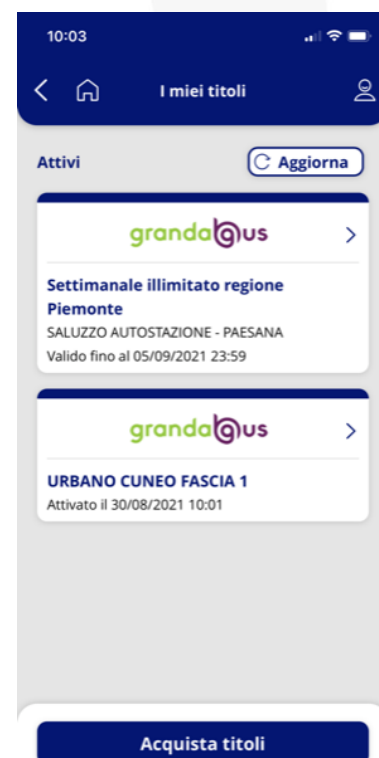 10:03
I miei titoli
Attivi
Aggiorna
grandabus
Settimanale illimitato regione
Piemonte
SALUZZO AUTOSTAZIONE - PAESANA
Valido fino al 05/09/2021 23:59
grandabus
URBANO CUNEO FASCIA 1
Attivato il 30/08/2021 10:01
Acquista titoli